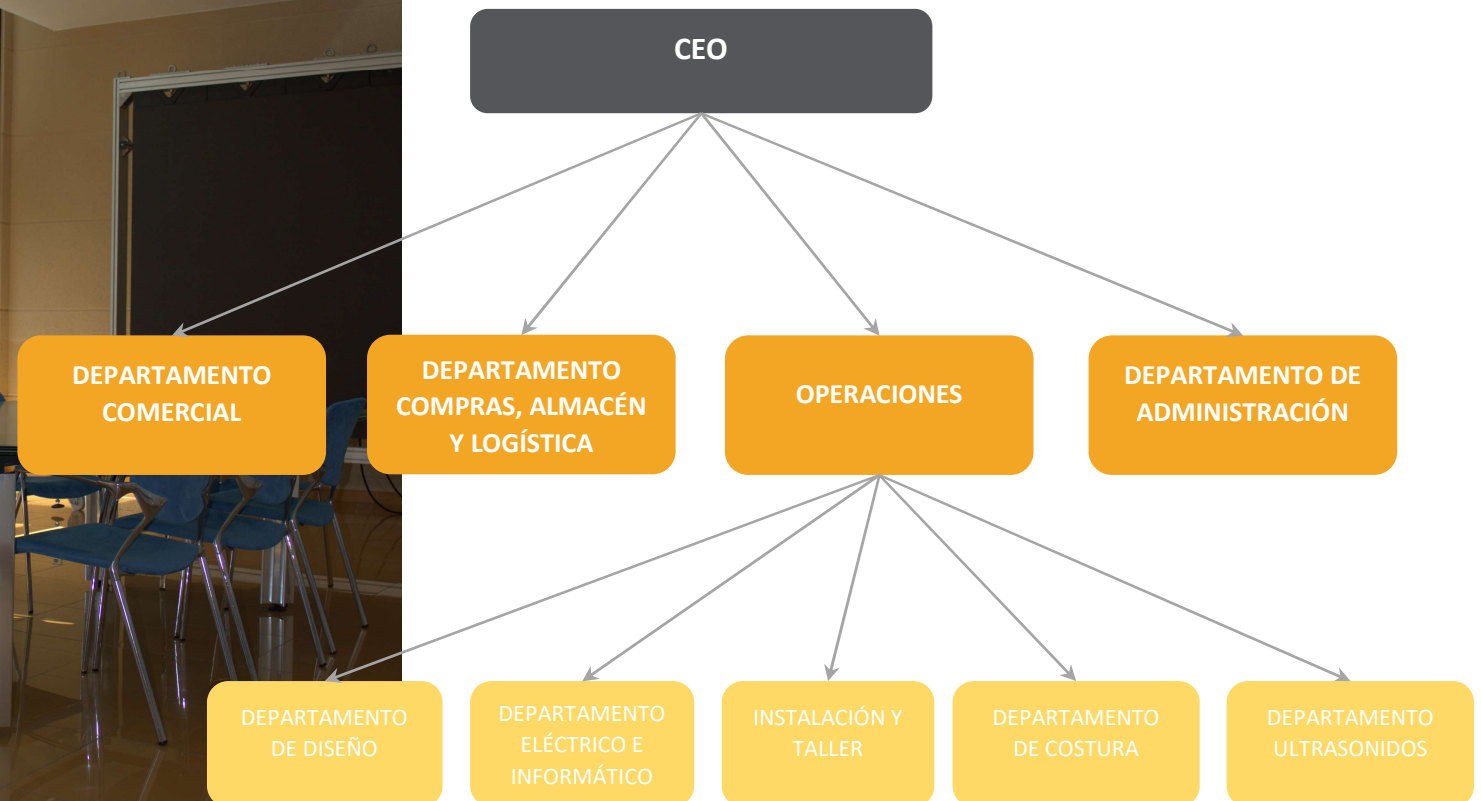 CEO
DEPARTAMENTO
COMERCIAL
DEPARTAMENTO
COMPRAS, ALMACÉN
Y LOGÍSTICA
OPERACIONES
DEPARTAMENTO DE
ADMINISTRACIÓN
DEPARTAMENTO
DE DISEÑO
DEPARTAMENTO
ELÉCTRICO E
INFORMÁTICO
INSTALACIÓN Y
TALLER
DEPARTAMENTO
DE COSTURA
DEPARTAMENTO
ULTRASONIDOS